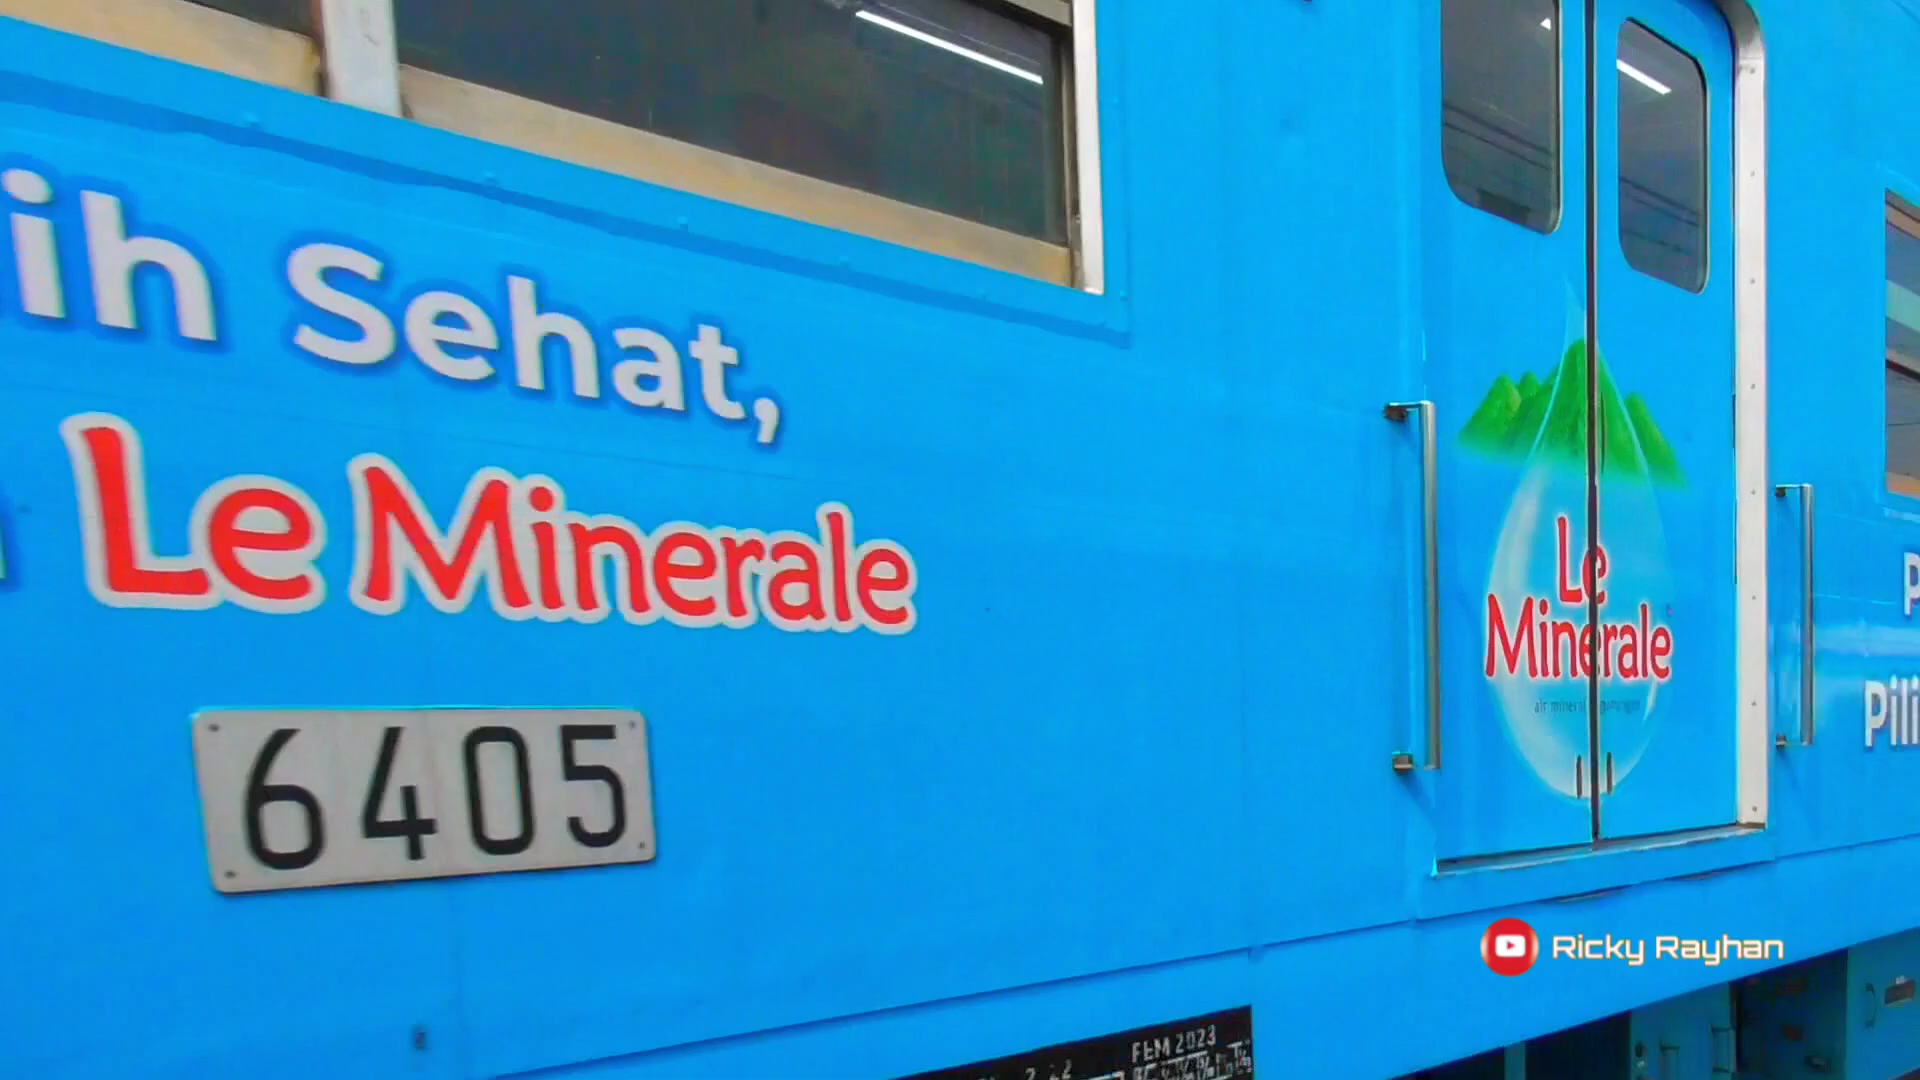 ih Sehat,
Le Minerale
6405
Le
Minerale
Pili
Ricky Rayhan
FEM 2023